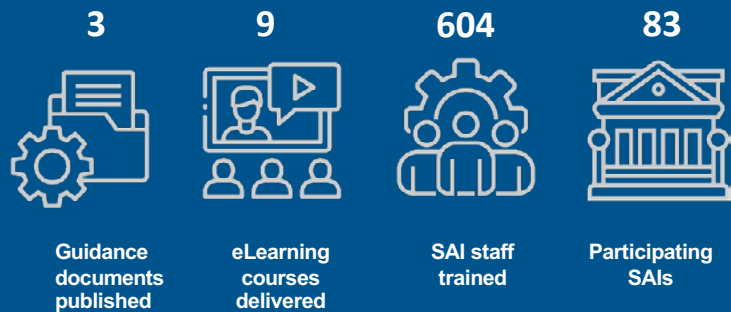 3
9
604
83
Guidance
documents
published
eLearning
courses
delivered
SAI staff
trained
Participating
SAIs